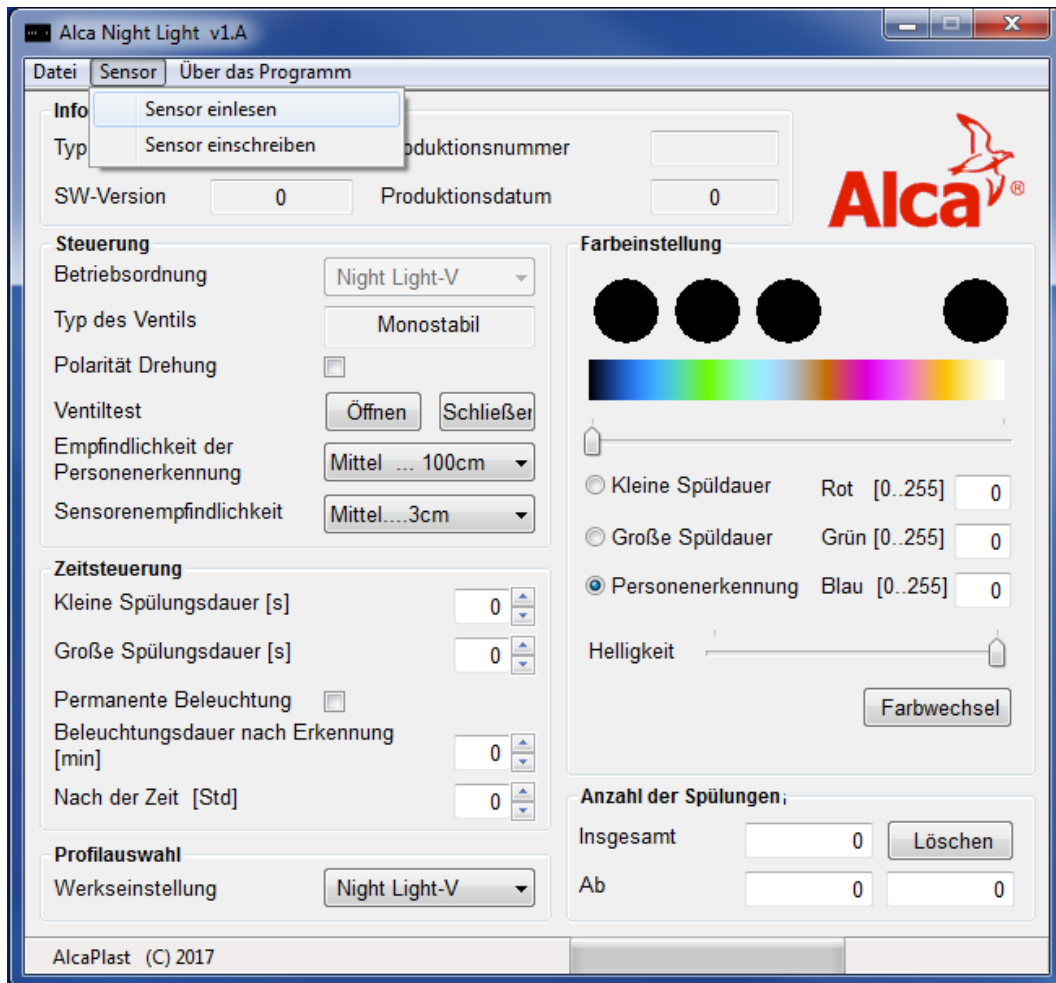 Alca Night Light v1.A
Datei Sensor Über das Programm
Sensor einlesen
Sensor einschreiben
Info
Typ
oduktionsnummer
SW-Version 0 Produktionsdatum 0
Alca®
Steuerung
Betriebsordnung Night Light-V
Typ des Ventils Monostabil
Polarität Drehung
Ventiltest Öffnen Schließer
Empfindlichkeit der
Personenerkennung Mittel ... 100cm
Sensorenempfindlichkeit Mittel....3cm
Zeitsteuerung
Kleine Spülungsdauer [s] 0
Große Spülungsdauer [s] 0
Permanente Beleuchtung
Beleuchtungsdauer nach Erkennung
[min] 0
Nach der Zeit [Std] 0
Profilauswahl
Werkseinstellung Night Light-V
Farbeinstellung
Kleine Spüldauer Rot [0..255] 0
Große Spüldauer Grün [0..255] 0
Personenerkennung Blau [0..255] 0
Helligkeit
Farbwechsel
Anzahl der Spülungen;
Insgesamt 0 Löschen
Ab 0 0
AlcaPlast (C) 2017